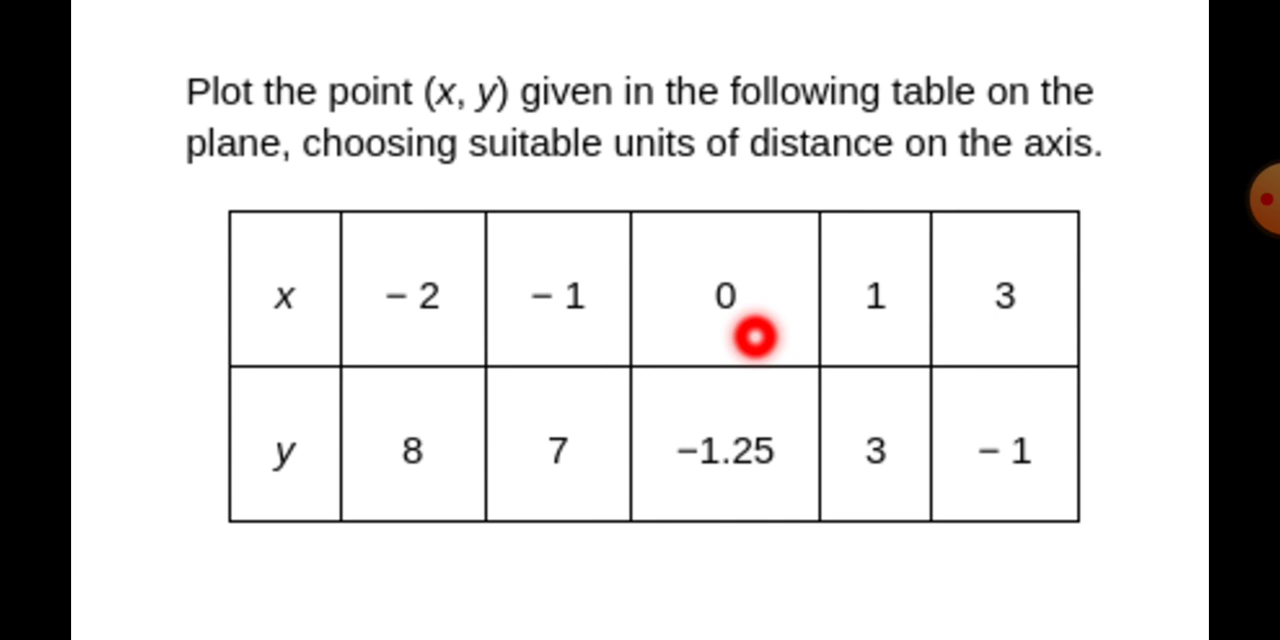 Plot the point (x, y) given in the following table on the
plane, choosing suitable units of distance on the axis.
x − 2 − 1 0 1 3
y 8 7 −1.25 3 − 1